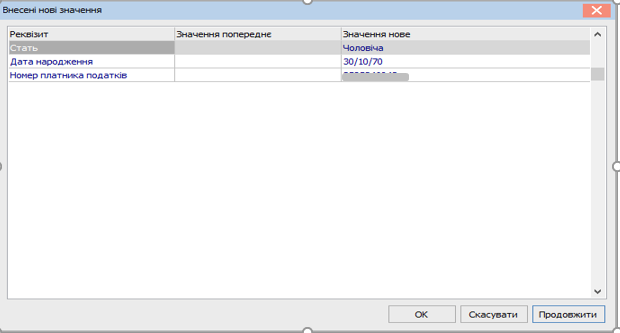 Внесені нові значення
Реквізит Значення попереднє Значення нове
Стать Чоловіча
Дата народження 30/10/70
Номер платника податків
OK Скасувати Продовжити